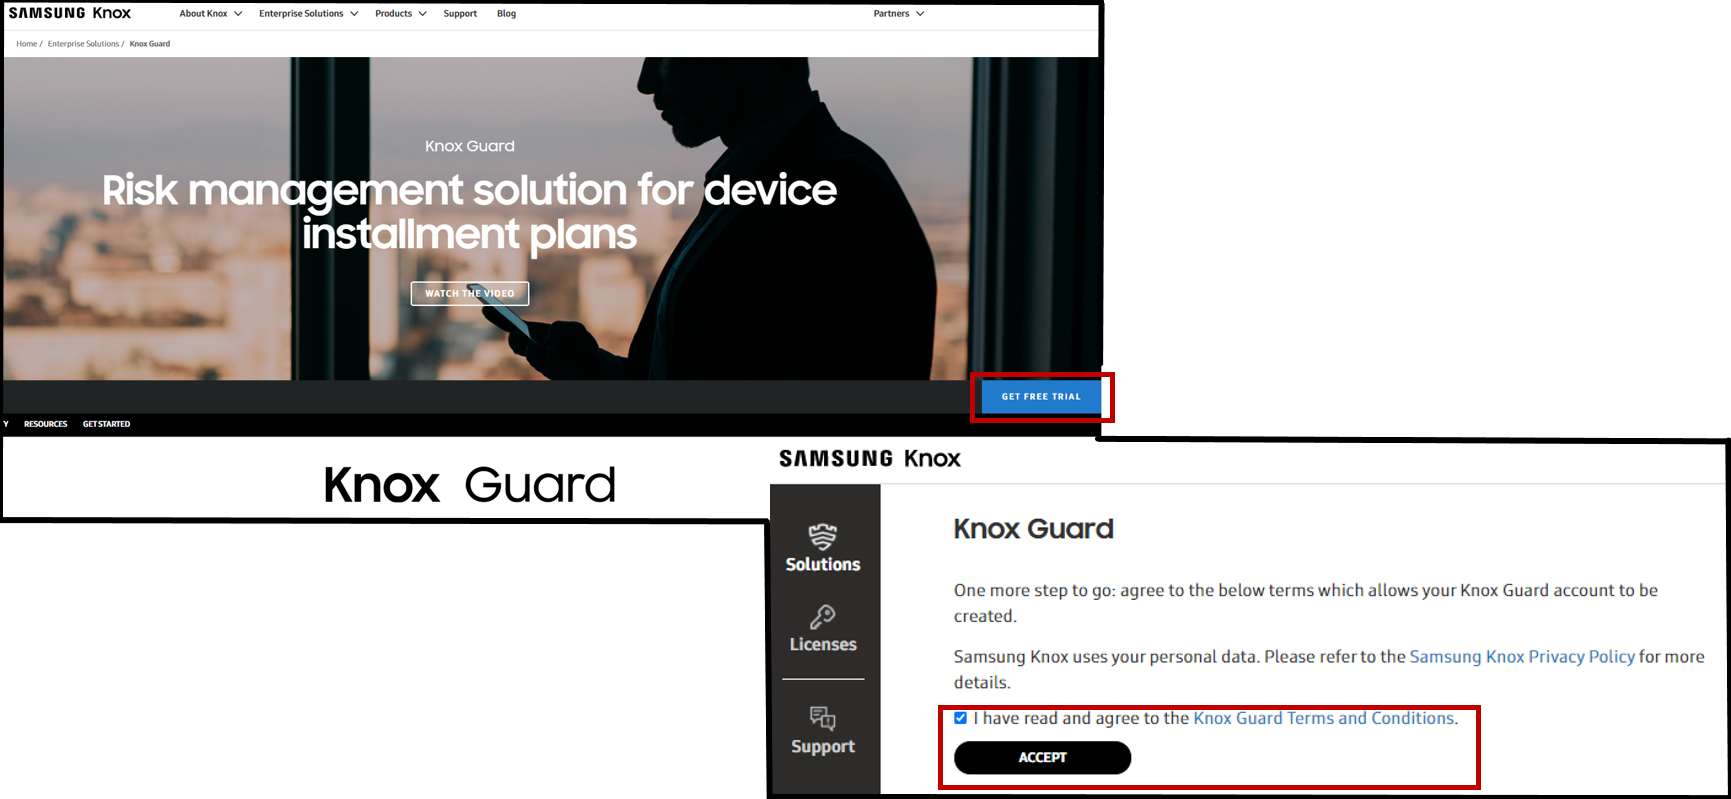 SAMSUNG Knox
About Knox
Enterprise Solutions
Products
Support
Blog
Partners
Home / Enterprise Solutions / Knox Guard
Knox Guard
Risk management solution for device
installment plans
WATCH THE VIDEO
GET FREE TRIAL
Y RESOURCES GET STARTED
Knox Guard
SAMSUNG Knox
Solutions
Licenses
Support
Knox Guard
One more step to go: agree to the below terms which allows your Knox Guard account to be
created.
Samsung Knox uses your personal data. Please refer to the Samsung Knox Privacy Policy for more
details.
I have read and agree to the Knox Guard Terms and Conditions.
ACCEPT